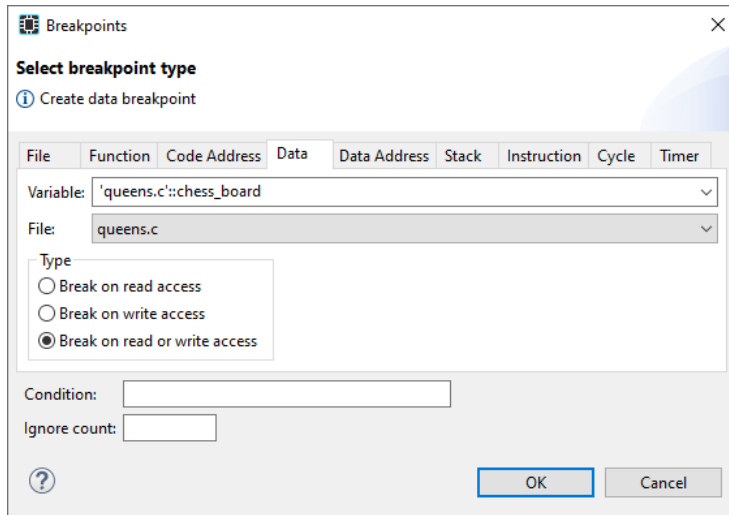 Breakpoints
Select breakpoint type
Create data breakpoint
File Function Code Address Data Data Address Stack Instruction Cycle Timer
Variable: 'queens.c'::chess_board
File: queens.c
Type
Break on read access
Break on write access
Break on read or write access
Condition:
Ignore count:
OK Cancel